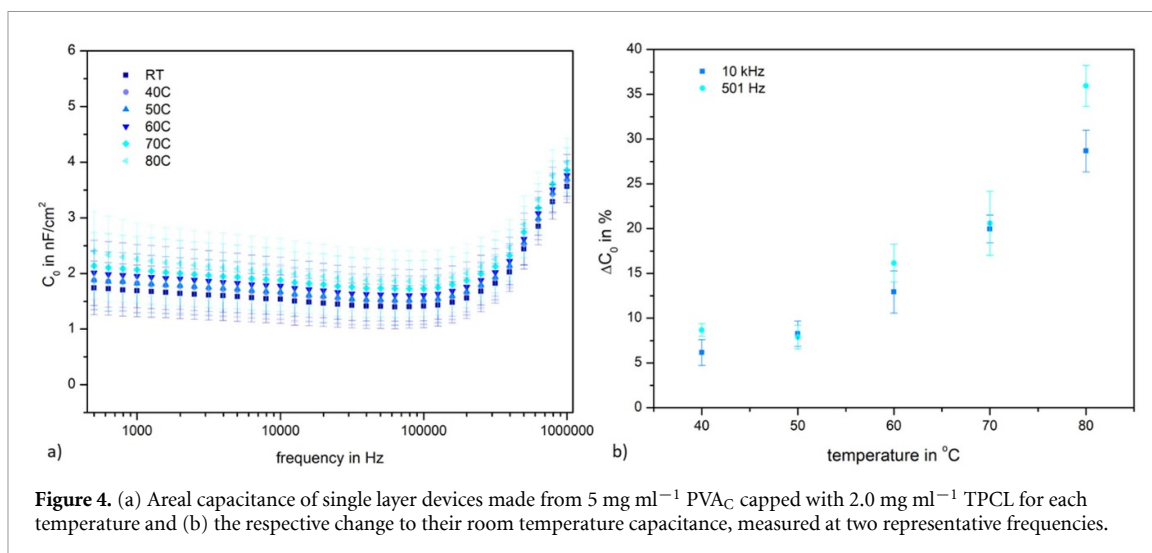 6
5
4
3
2
1
0
C₀ in nF/cm²
RT
40C
50C
60C
70C
80C
1000
10000
100000
1000000
frequency in Hz
a)
40
35
30
25
20
15
10
5
0
ΔC₀ in %
10 kHz
501 Hz
40
50
60
70
80
temperature in °C
b)
Figure 4. (a) Areal capacitance of single layer devices made from 5 mg ml⁻¹ PVA_C capped with 2.0 mg ml⁻¹ TPCL for each
temperature and (b) the respective change to their room temperature capacitance, measured at two representative frequencies.